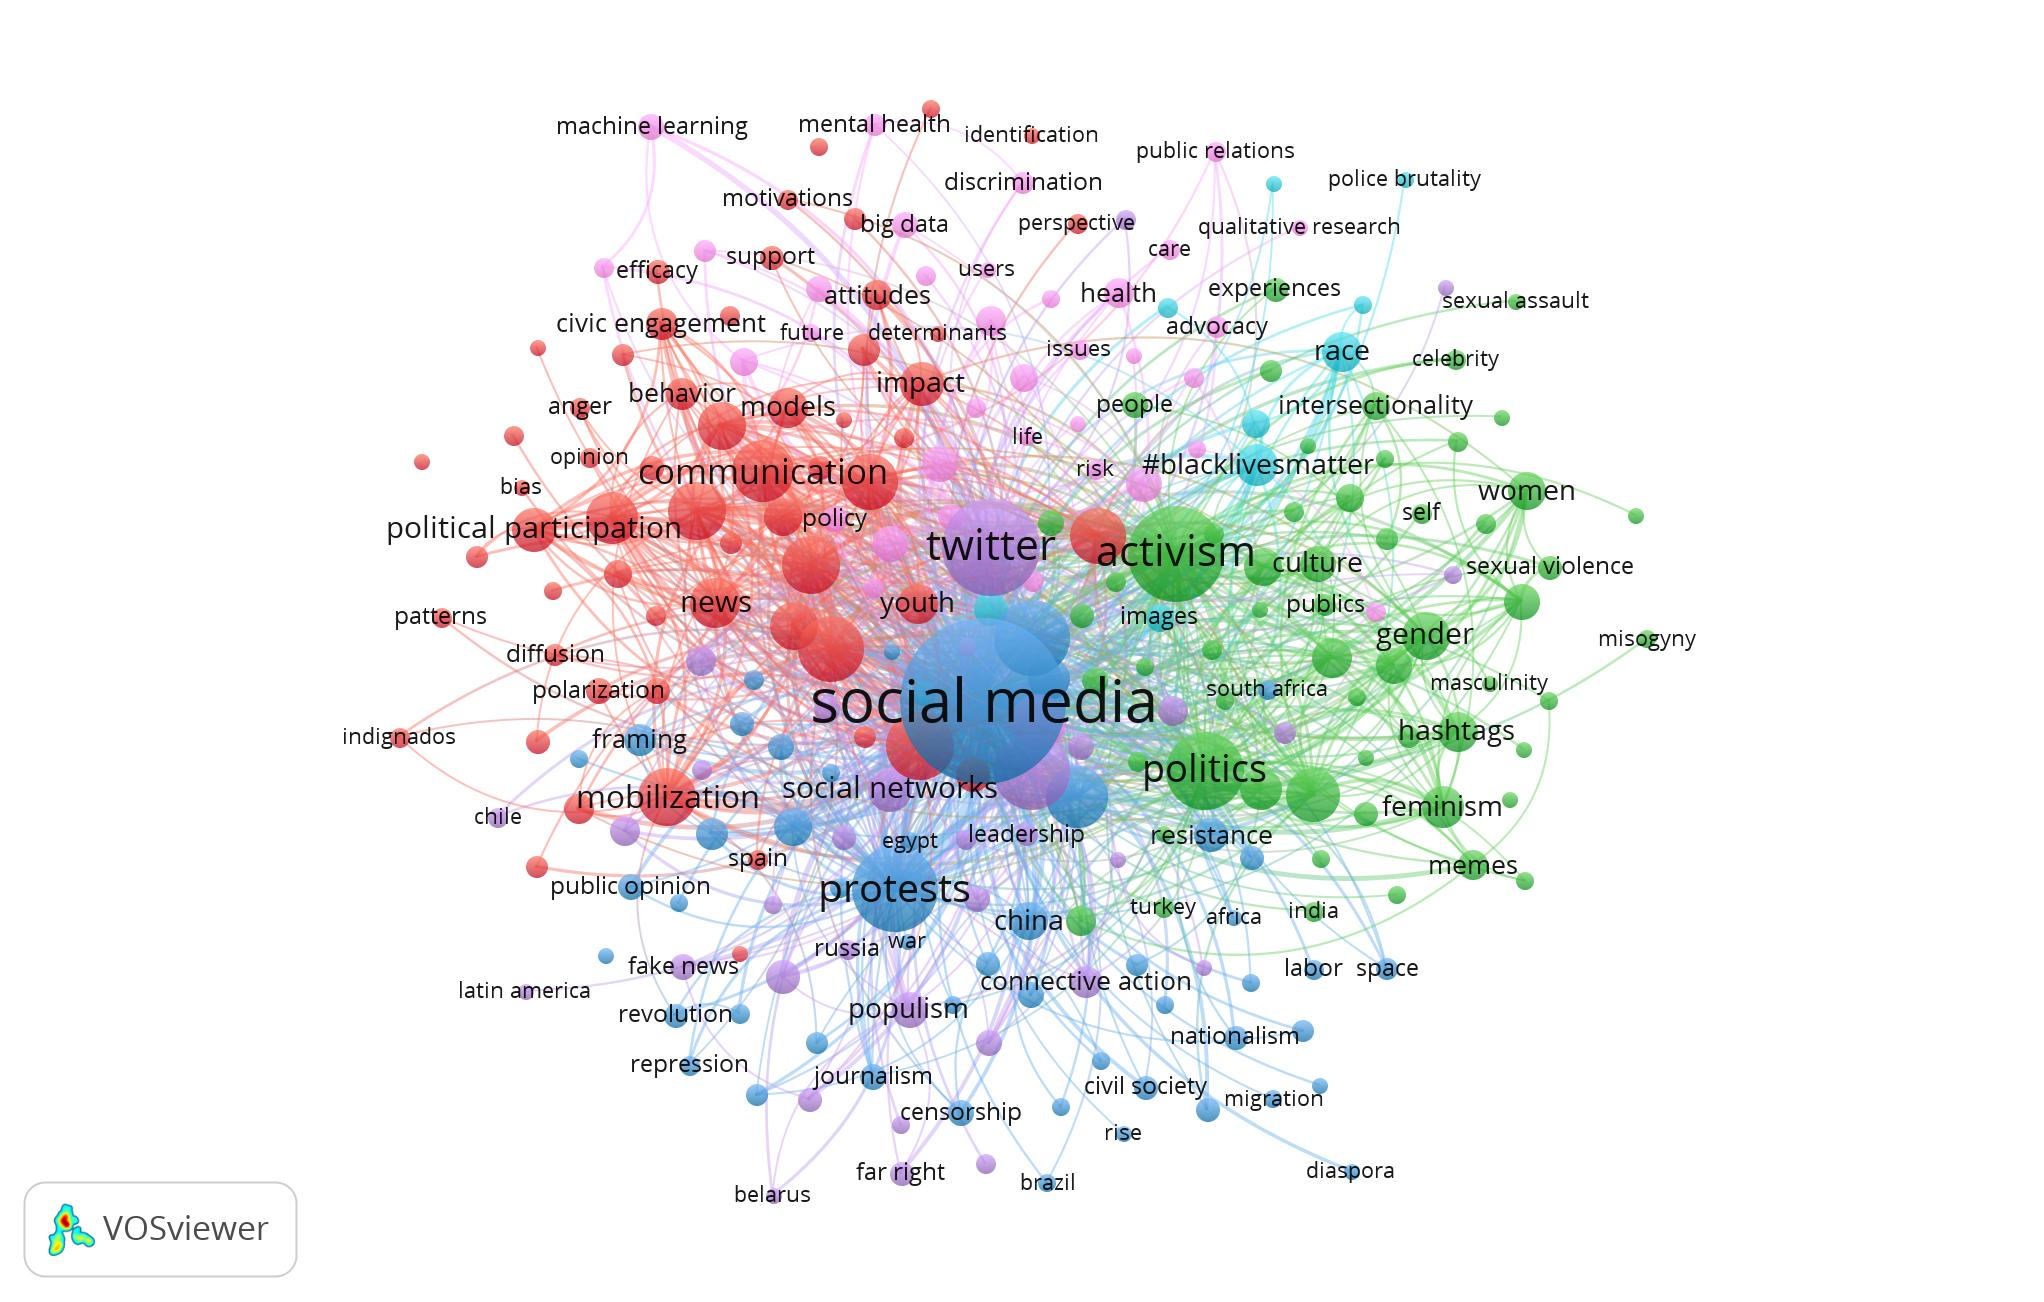 machine learning
mental health
identification
public relations
police brutality
discrimination
motivations
big data
perspective
qualitative research
care
support
efficacy
users
attitudes
health
experiences
sexual assault
civic engagement
future
determinants
advocacy
issues
race
celebrity
impact
behavior
models
anger
people
intersectionality
life
opinion
communication
risk
#blacklivesmatter
bias
women
policy
self
political participation
twitter
activism
culture
sexual violence
news
youth
images
publics
patterns
gender
misogyny
diffusion
polarization
social media
south africa
masculinity
indignados
framing
hashtags
politics
social networks
mobilization
feminism
chile
egypt
leadership
resistance
spain
memes
public opinion
protests
turkey
africa
india
china
russia
war
fake news
connective action
labor
space
latin america
revolution
populism
nationalism
repression
journalism
civil society
migration
censorship
rise
far right
brazil
diaspora
belarus
VOSviewer